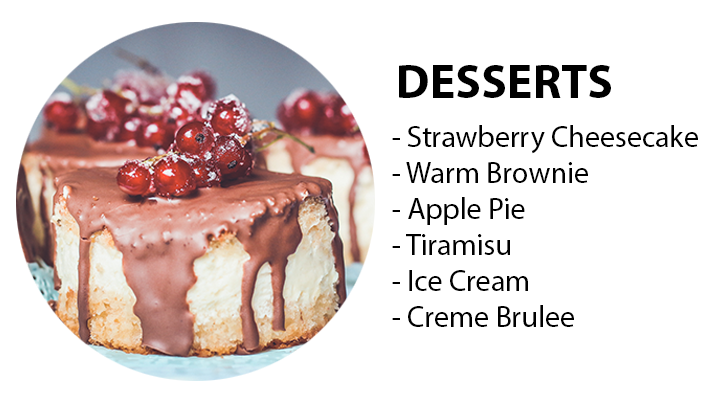 DESSERTS
- Strawberry Cheesecake
- Warm Brownie
- Apple Pie
- Tiramisu
- Ice Cream
- Creme Brulee